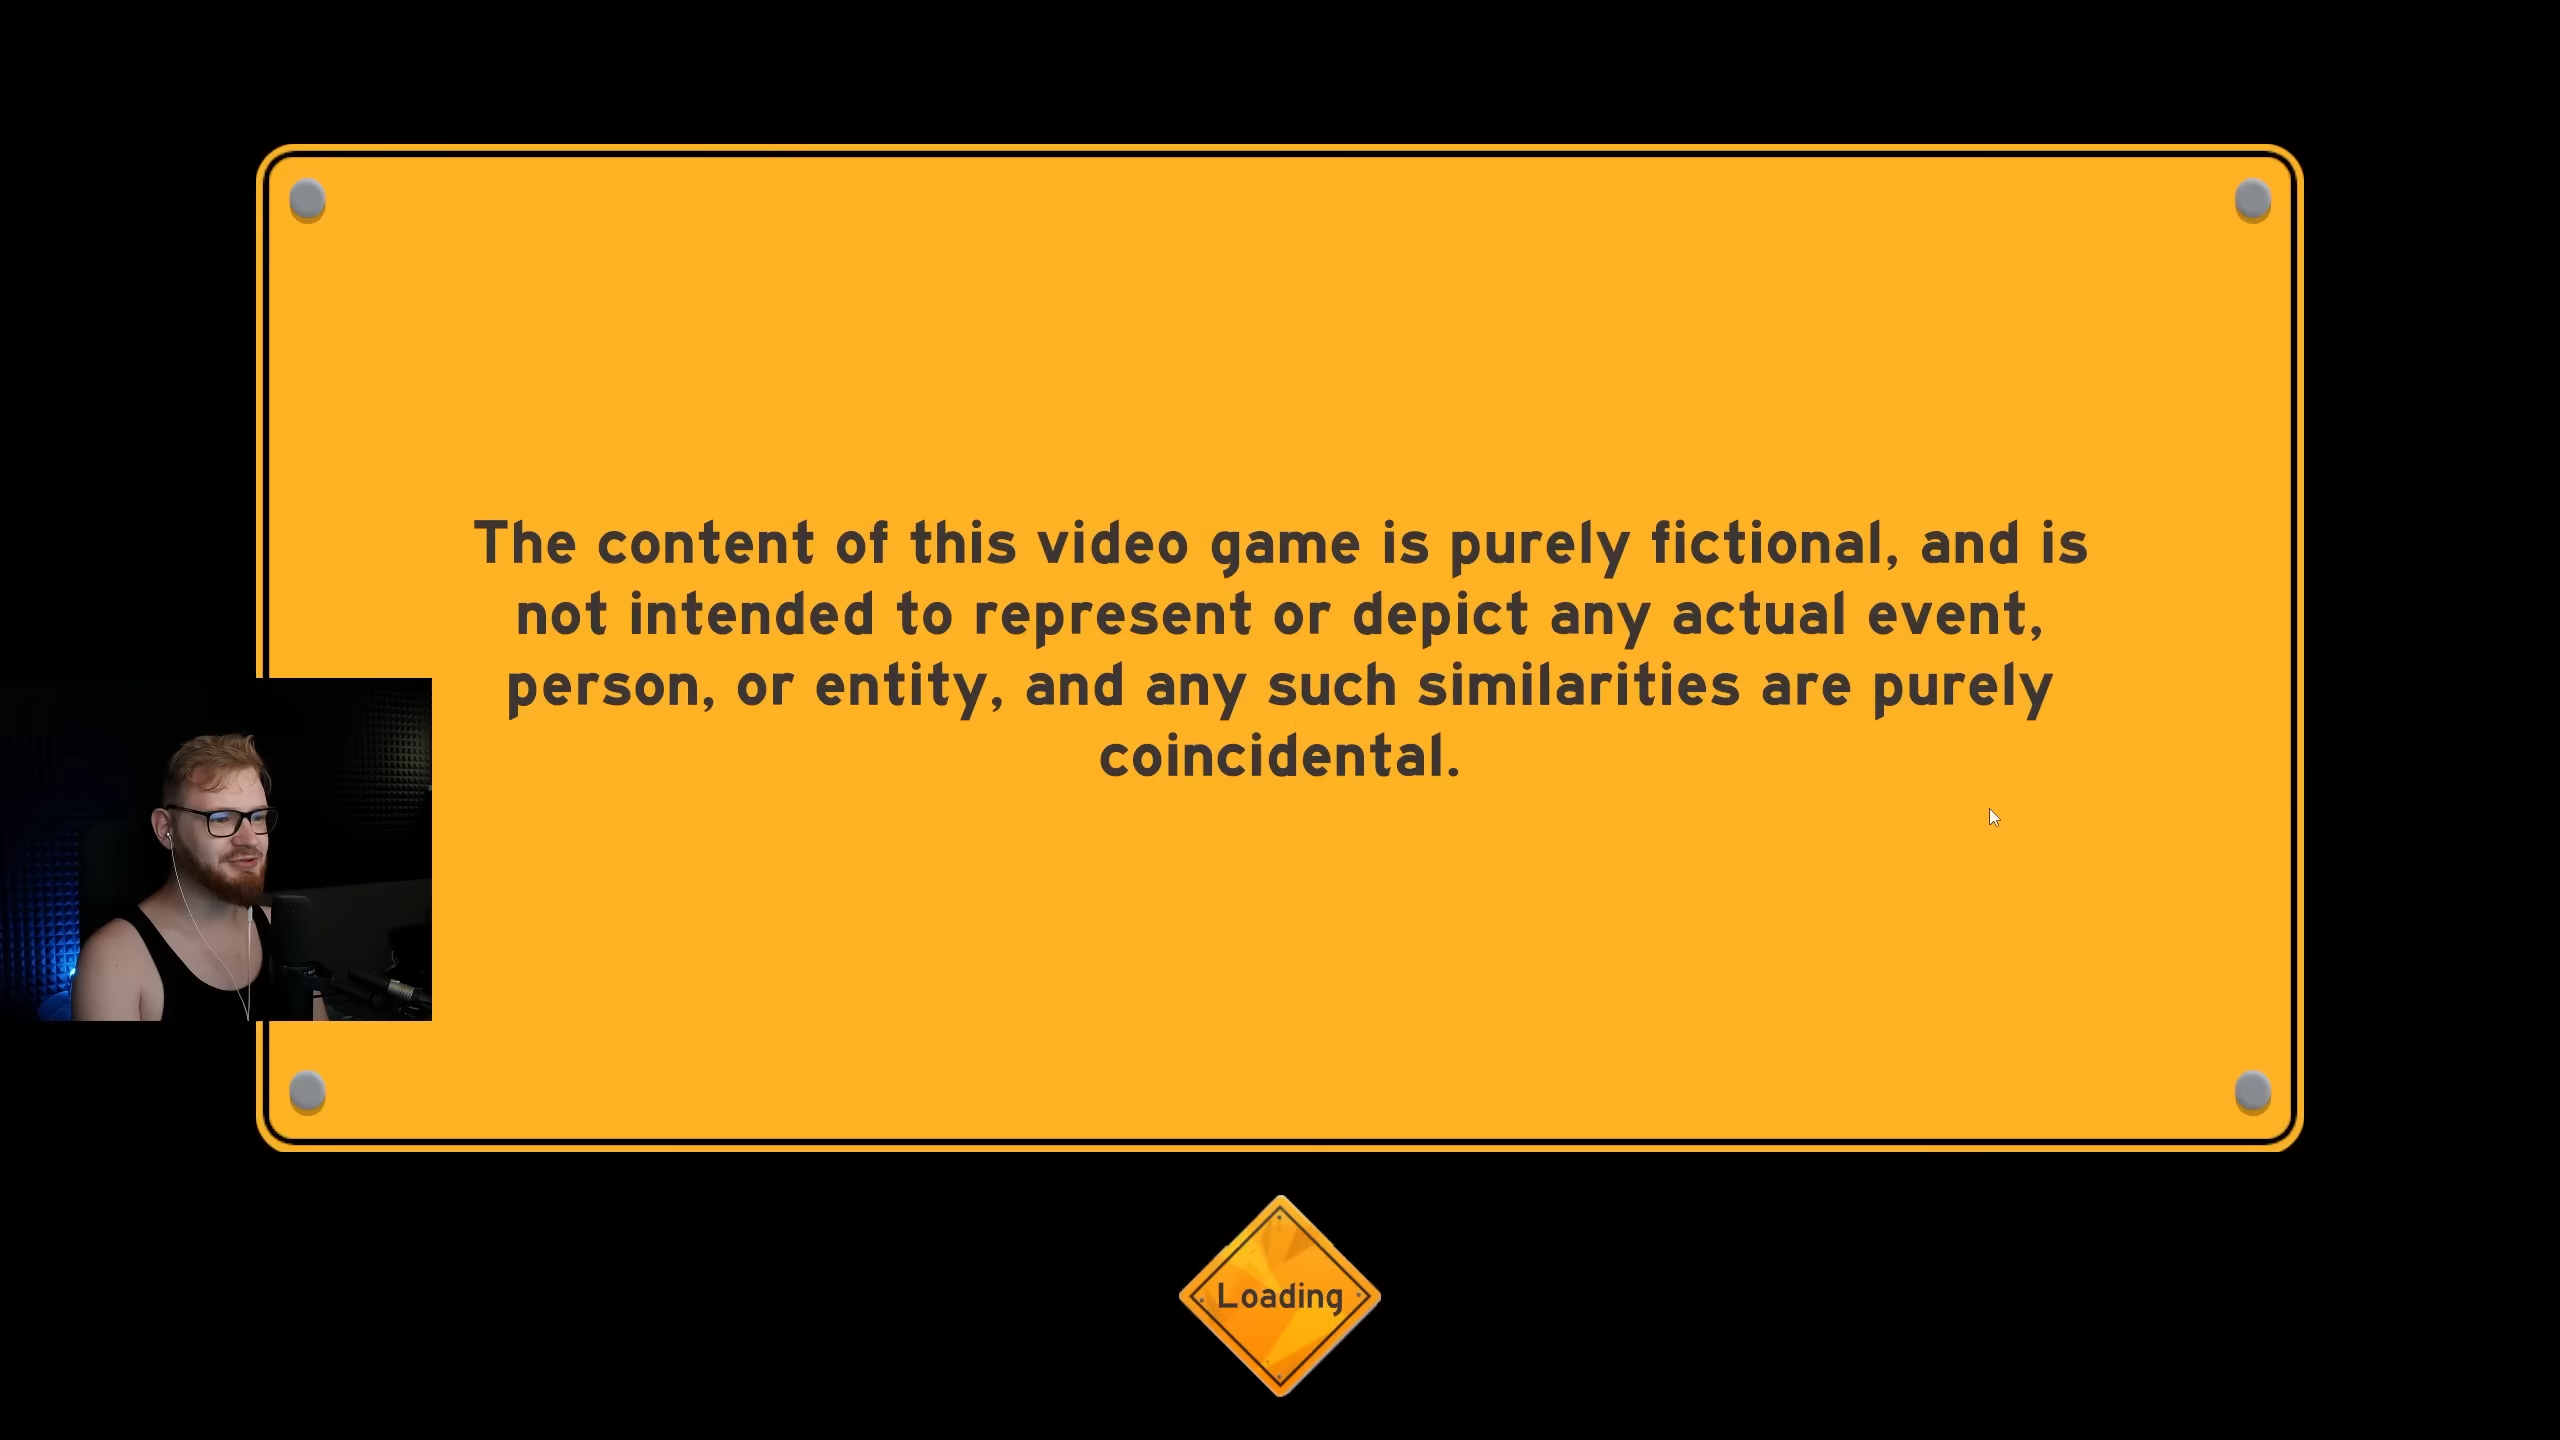 The content of this video game is purely fictional, and is
not intended to represent or depict any actual event,
person, or entity, and any such similarities are purely
coincidental.
Loading